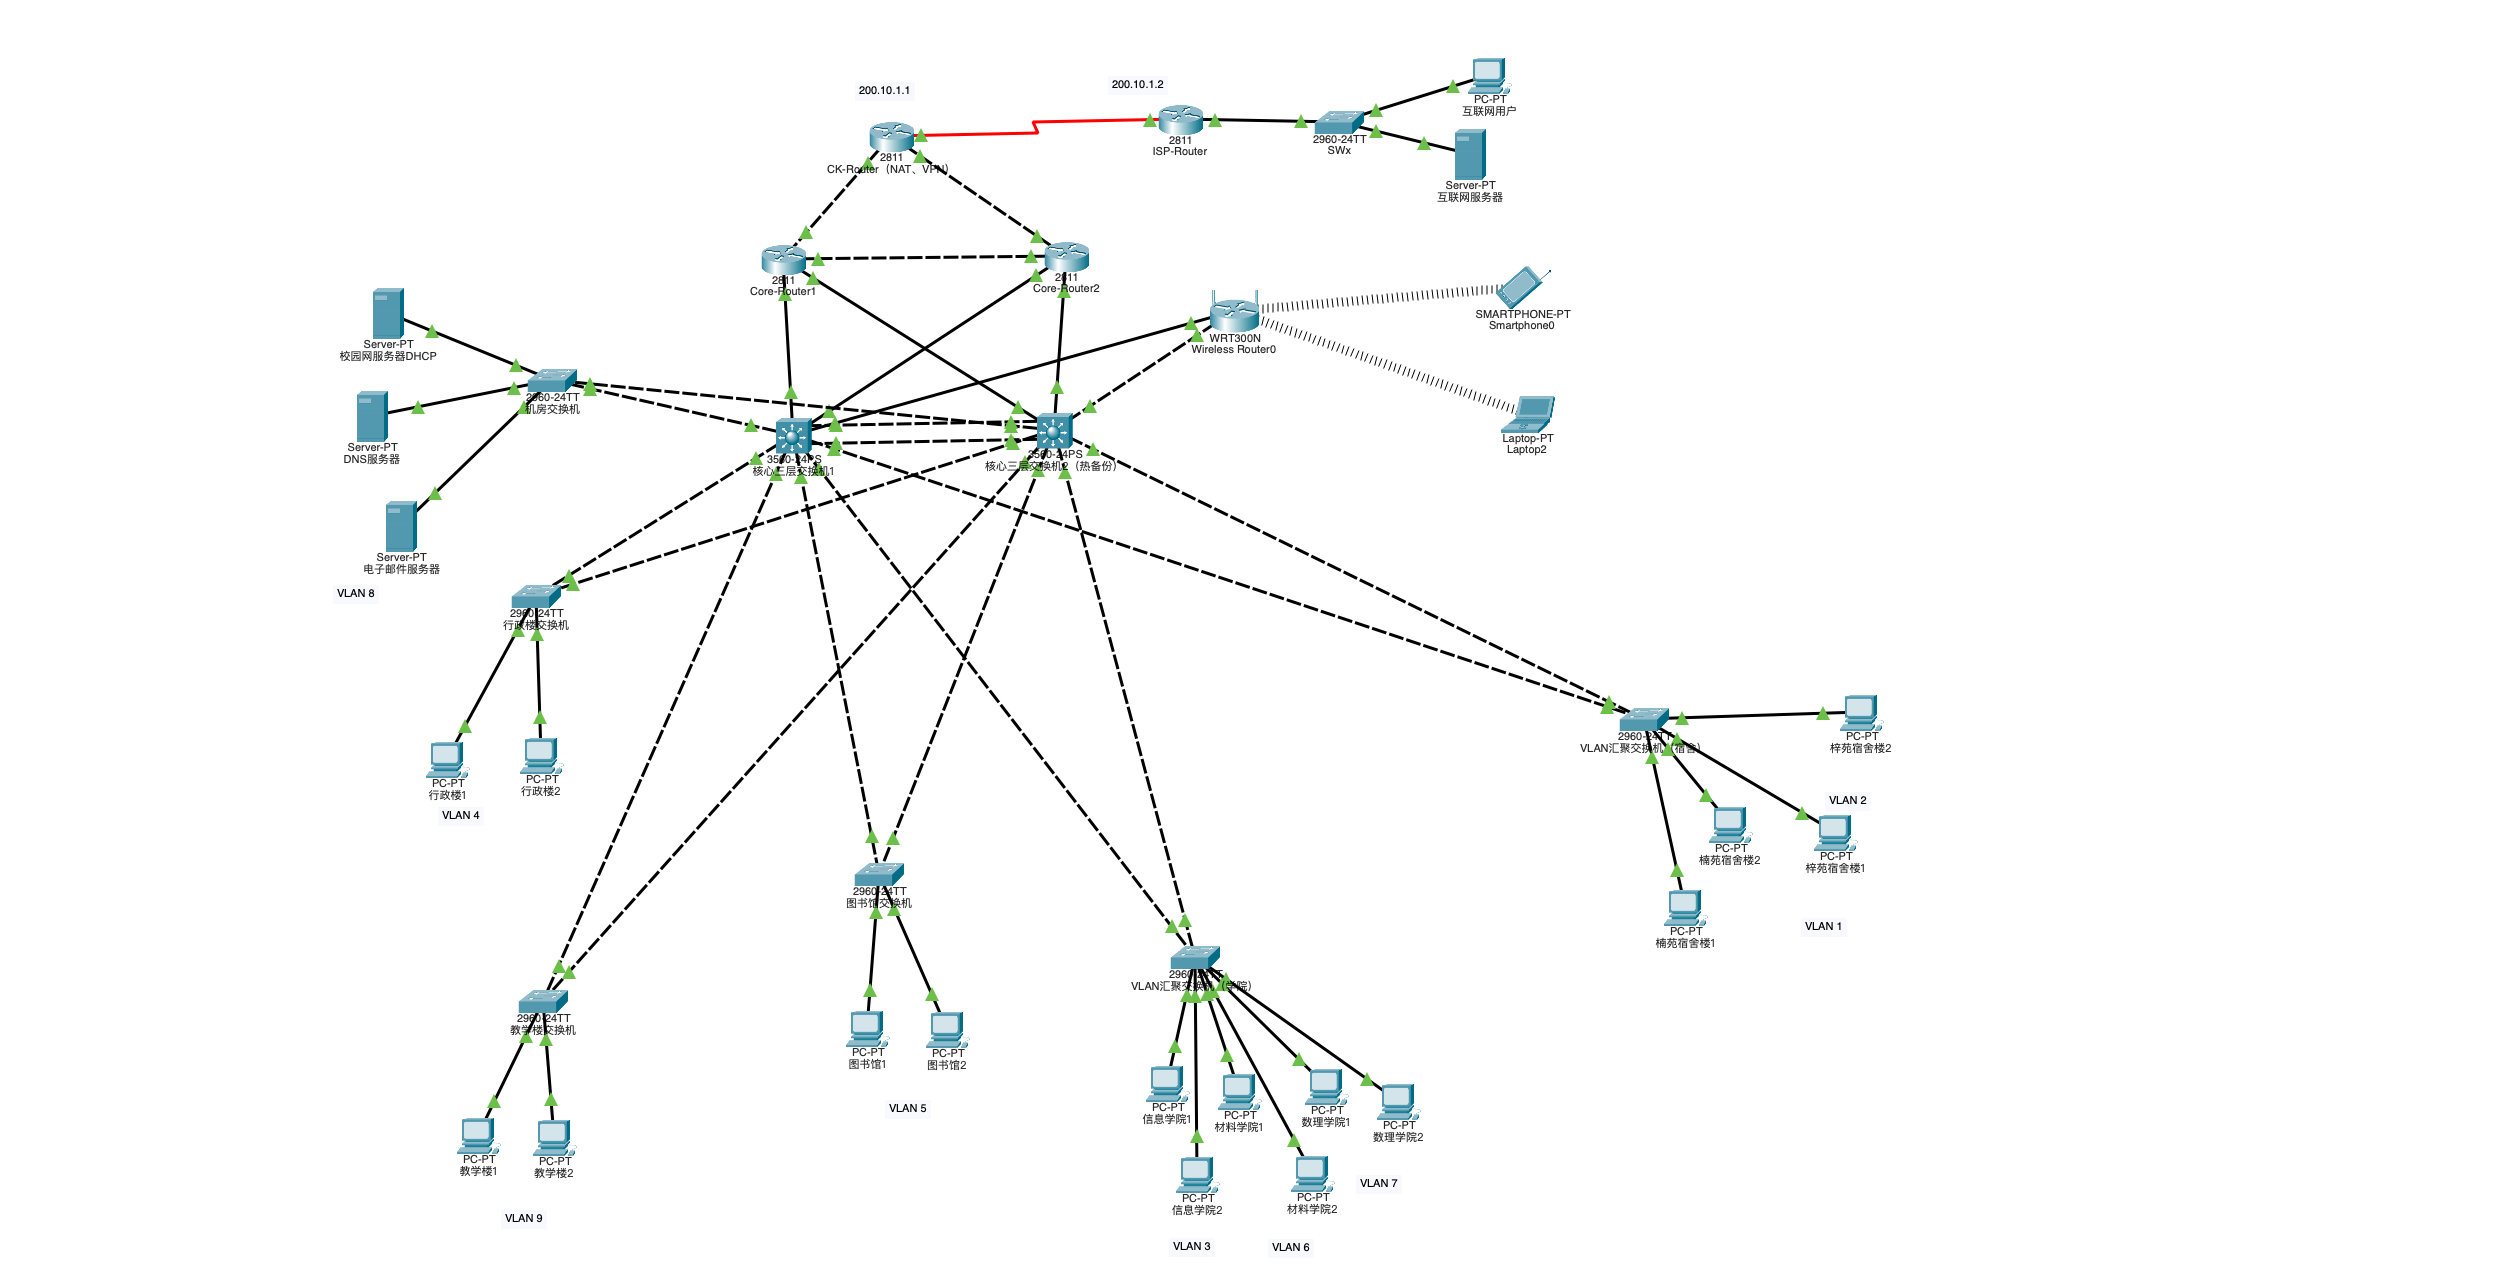 200.10.1.1
200.10.1.2
PC-PT
互联网用户
2811
CK-Router（NAT、VPN）
2811
ISP-Router
2960-24TT
SWx
Server-PT
互联网服务器
2811
Core-Router1
2811
Core-Router2
SMARTPHONE-PT
Smartphone0
WRT300N
Wireless Router0
Server-PT
校园网服务器DHCP
2960-24TT
机房交换机
Server-PT
DNS服务器
Laptop-PT
Laptop2
3560-24PS
核心三层交换机1
3560-24PS
核心三层交换机2（热备份）
Server-PT
电子邮件服务器
VLAN 8
2960-24TT
行政楼交换机
PC-PT
行政楼1
PC-PT
行政楼2
VLAN 4
2960-24TT
VLAN汇聚交换机（宿舍）
PC-PT
梓苑宿舍楼2
VLAN 2
PC-PT
楠苑宿舍楼2
PC-PT
梓苑宿舍楼1
PC-PT
楠苑宿舍楼1
VLAN 1
2960-24TT
图书馆交换机
PC-PT
图书馆1
PC-PT
图书馆2
VLAN 5
2960-24TT
VLAN汇聚交换机（学院）
2960-24TT
教学楼交换机
PC-PT
教学楼1
PC-PT
教学楼2
VLAN 9
PC-PT
信息学院1
PC-PT
材料学院1
PC-PT
数理学院1
PC-PT
数理学院2
PC-PT
信息学院2
PC-PT
材料学院2
VLAN 7
VLAN 3
VLAN 6